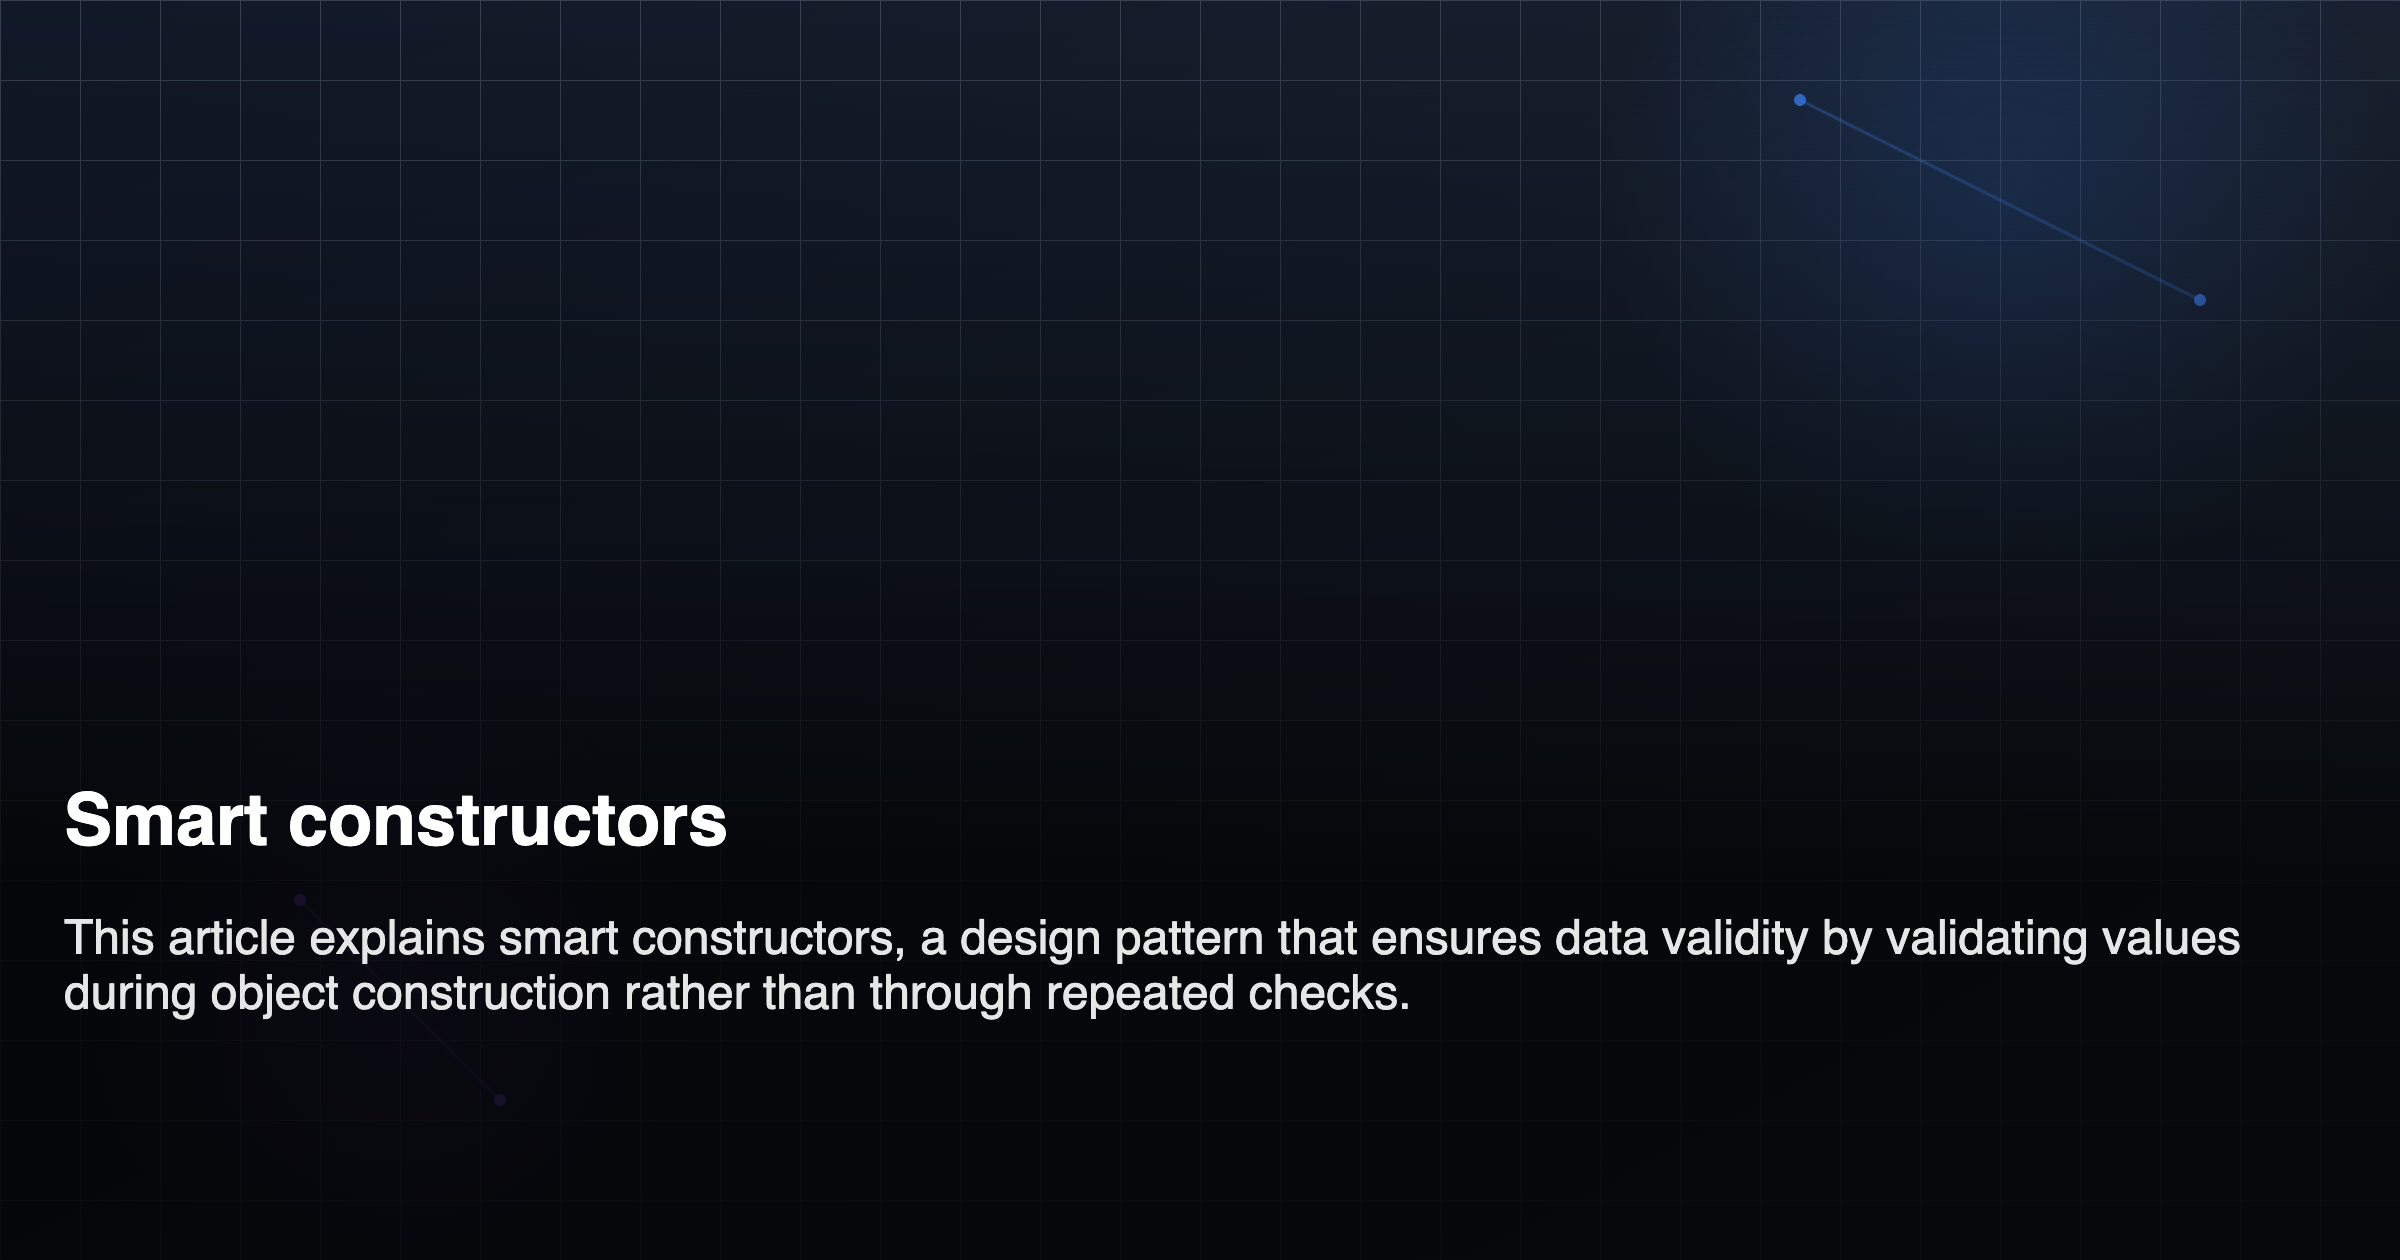 Smart constructors
This article explains smart constructors, a design pattern that ensures data validity by validating values
during object construction rather than through repeated checks.